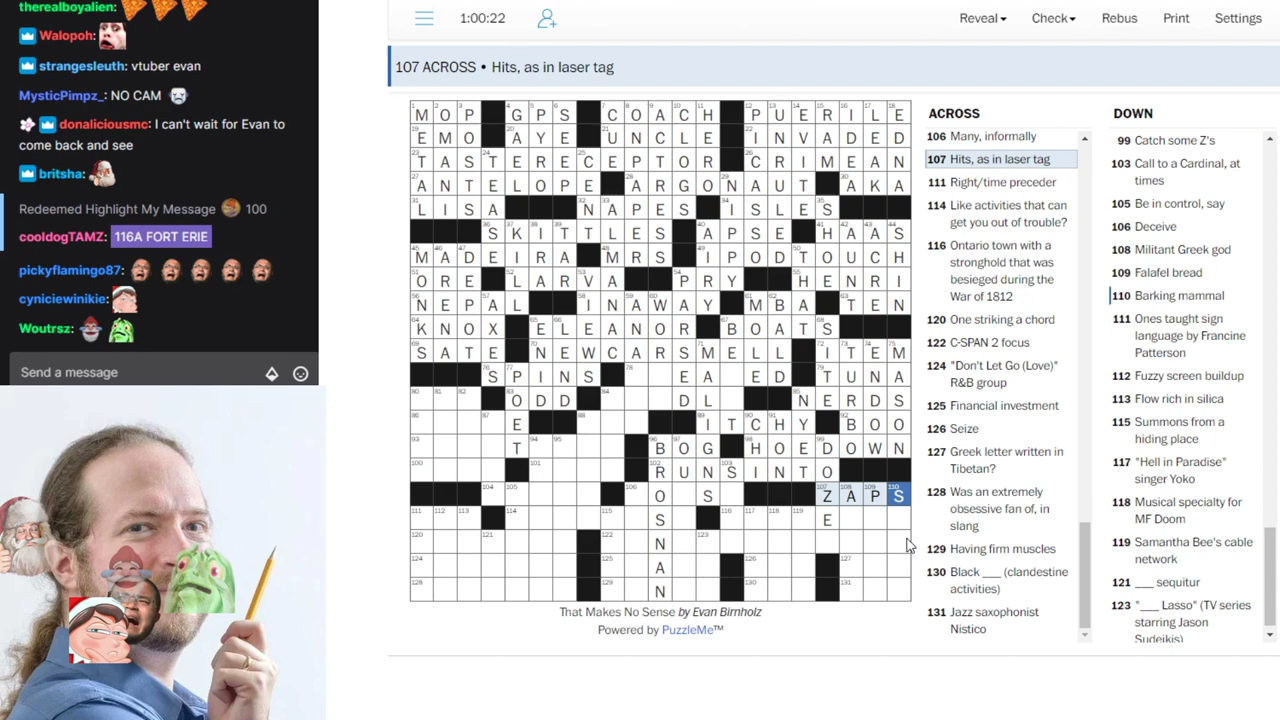 therealboyalien:
Walopoh:
strangesleuth: vtuber evan
MysticPimpz_: NO CAM
donaliciousmc: I can't wait for Evan to
come back and see
britsha:
Redeemed Highlight My Message 100
cooldogTAMZ: 116A FORT ERIE
pickyflamingo87:
cyniciewinikie:
Woutrsz:
Send a message
1:00:22
Reveal
Check
Rebus
Print
Settings
107 ACROSS • Hits, as in laser tag
M O P G P S C O A C H P U E R I L E
E M O A Y E U N C L E I N V A D E D
T A S T E R E C E P T O R C R I M E A N
A N T E L O P E A R G O N A U T A K A
L I S A N A P E S I S L E S
S K I T T L E S A P S E H A A S
M A D E I R A M R S I P O D T O U C H
O R E L A R V A P R Y H E N R I
N E P A L I N A W A Y M B A T E N
K N O X E L E A N O R B O A T S
S A T E N E W C A R S M E L L I T E M
S P I N S E A E D T U N A
O D D D L N E R D S
E I T C H Y B O O
T B O G H O E D O W N
R U N S I N T O
O S Z A P S
S E
N
A
N
That Makes No Sense by Evan Birnholz
Powered by PuzzleMe™
ACROSS
106 Many, informally
107 Hits, as in laser tag
111 Right/time preceder
114 Like activities that can
get you out of trouble?
116 Ontario town with a
stronghold that was
besieged during the
War of 1812
120 One striking a chord
122 C-SPAN 2 focus
124 "Don't Let Go (Love)"
R&B group
125 Financial investment
126 Seize
127 Greek letter written in
Tibetan?
128 Was an extremely
obsessive fan of, in
slang
129 Having firm muscles
130 Black ___ (clandestine
activities)
131 Jazz saxophonist
Nistico
DOWN
99 Catch some Z's
103 Call to a Cardinal, at
times
105 Be in control, say
106 Deceive
108 Militant Greek god
109 Falafel bread
110 Barking mammal
111 Ones taught sign
language by Francine
Patterson
112 Fuzzy screen buildup
113 Flow rich in silica
115 Summons from a
hiding place
117 "Hell in Paradise"
singer Yoko
118 Musical specialty for
MF Doom
119 Samantha Bee's cable
network
121 ___ sequitur
123 "___ Lasso" (TV series
starring Jason
Sudeikis)